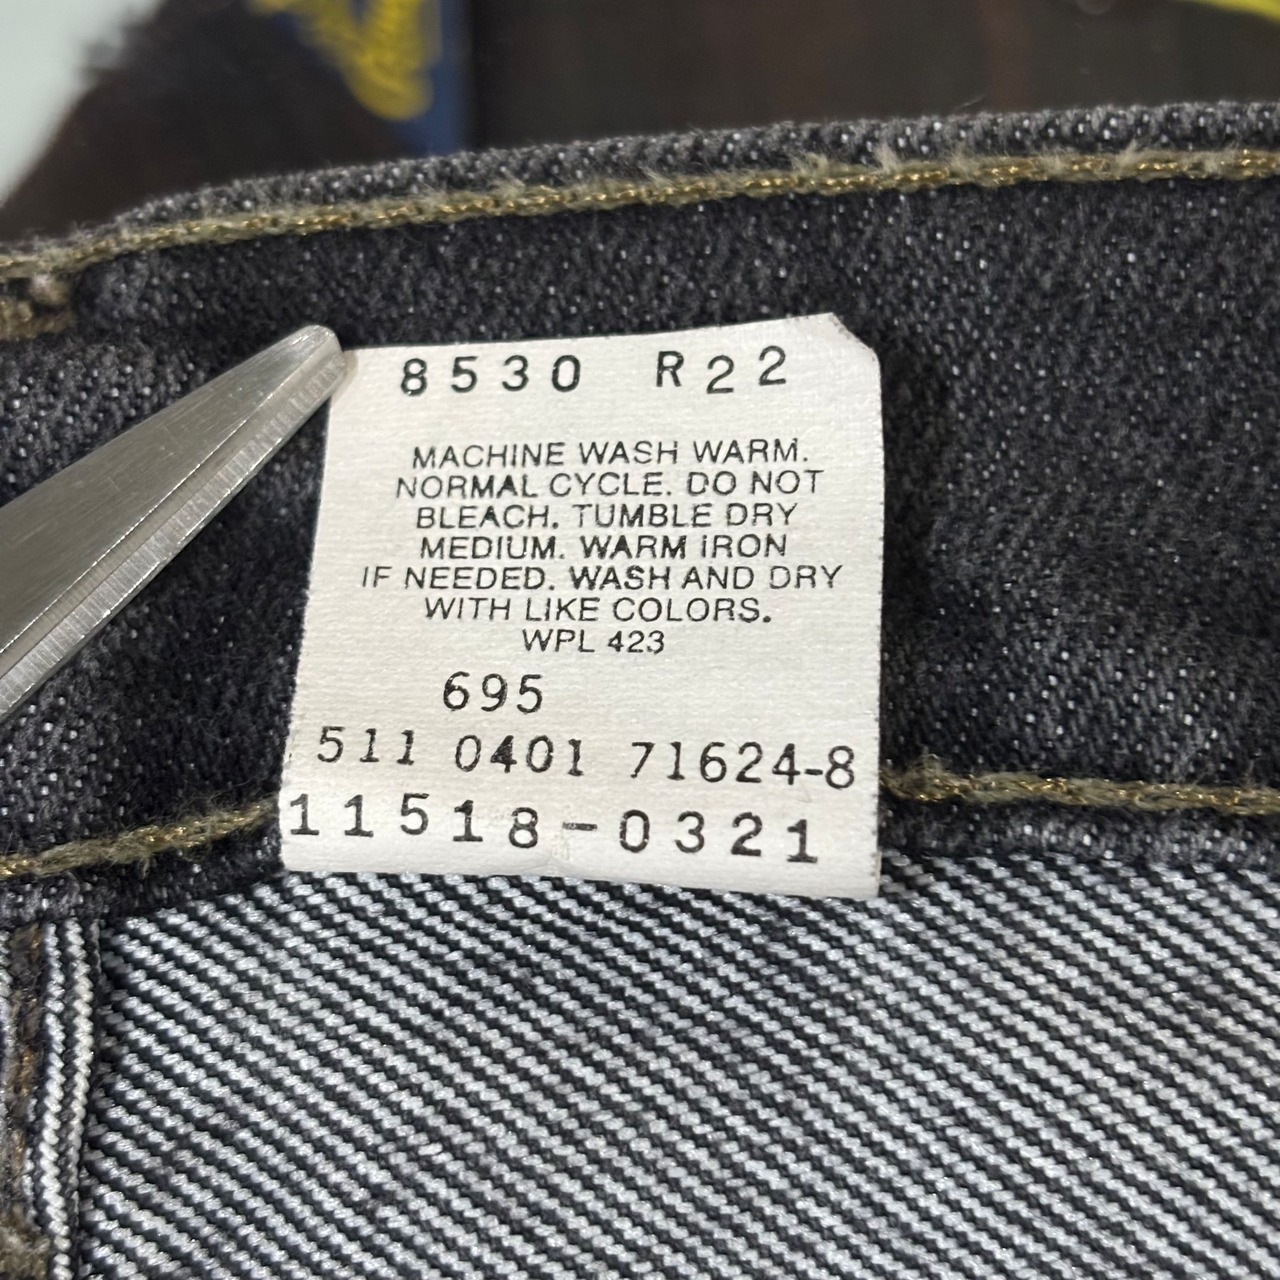 8530 R22
MACHINE WASH WARM.
NORMAL CYCLE. DO NOT
BLEACH. TUMBLE DRY
MEDIUM. WARM IRON
IF NEEDED. WASH AND DRY
WITH LIKE COLORS.
WPL 423
695
511 0401 71624-8
11518-0321